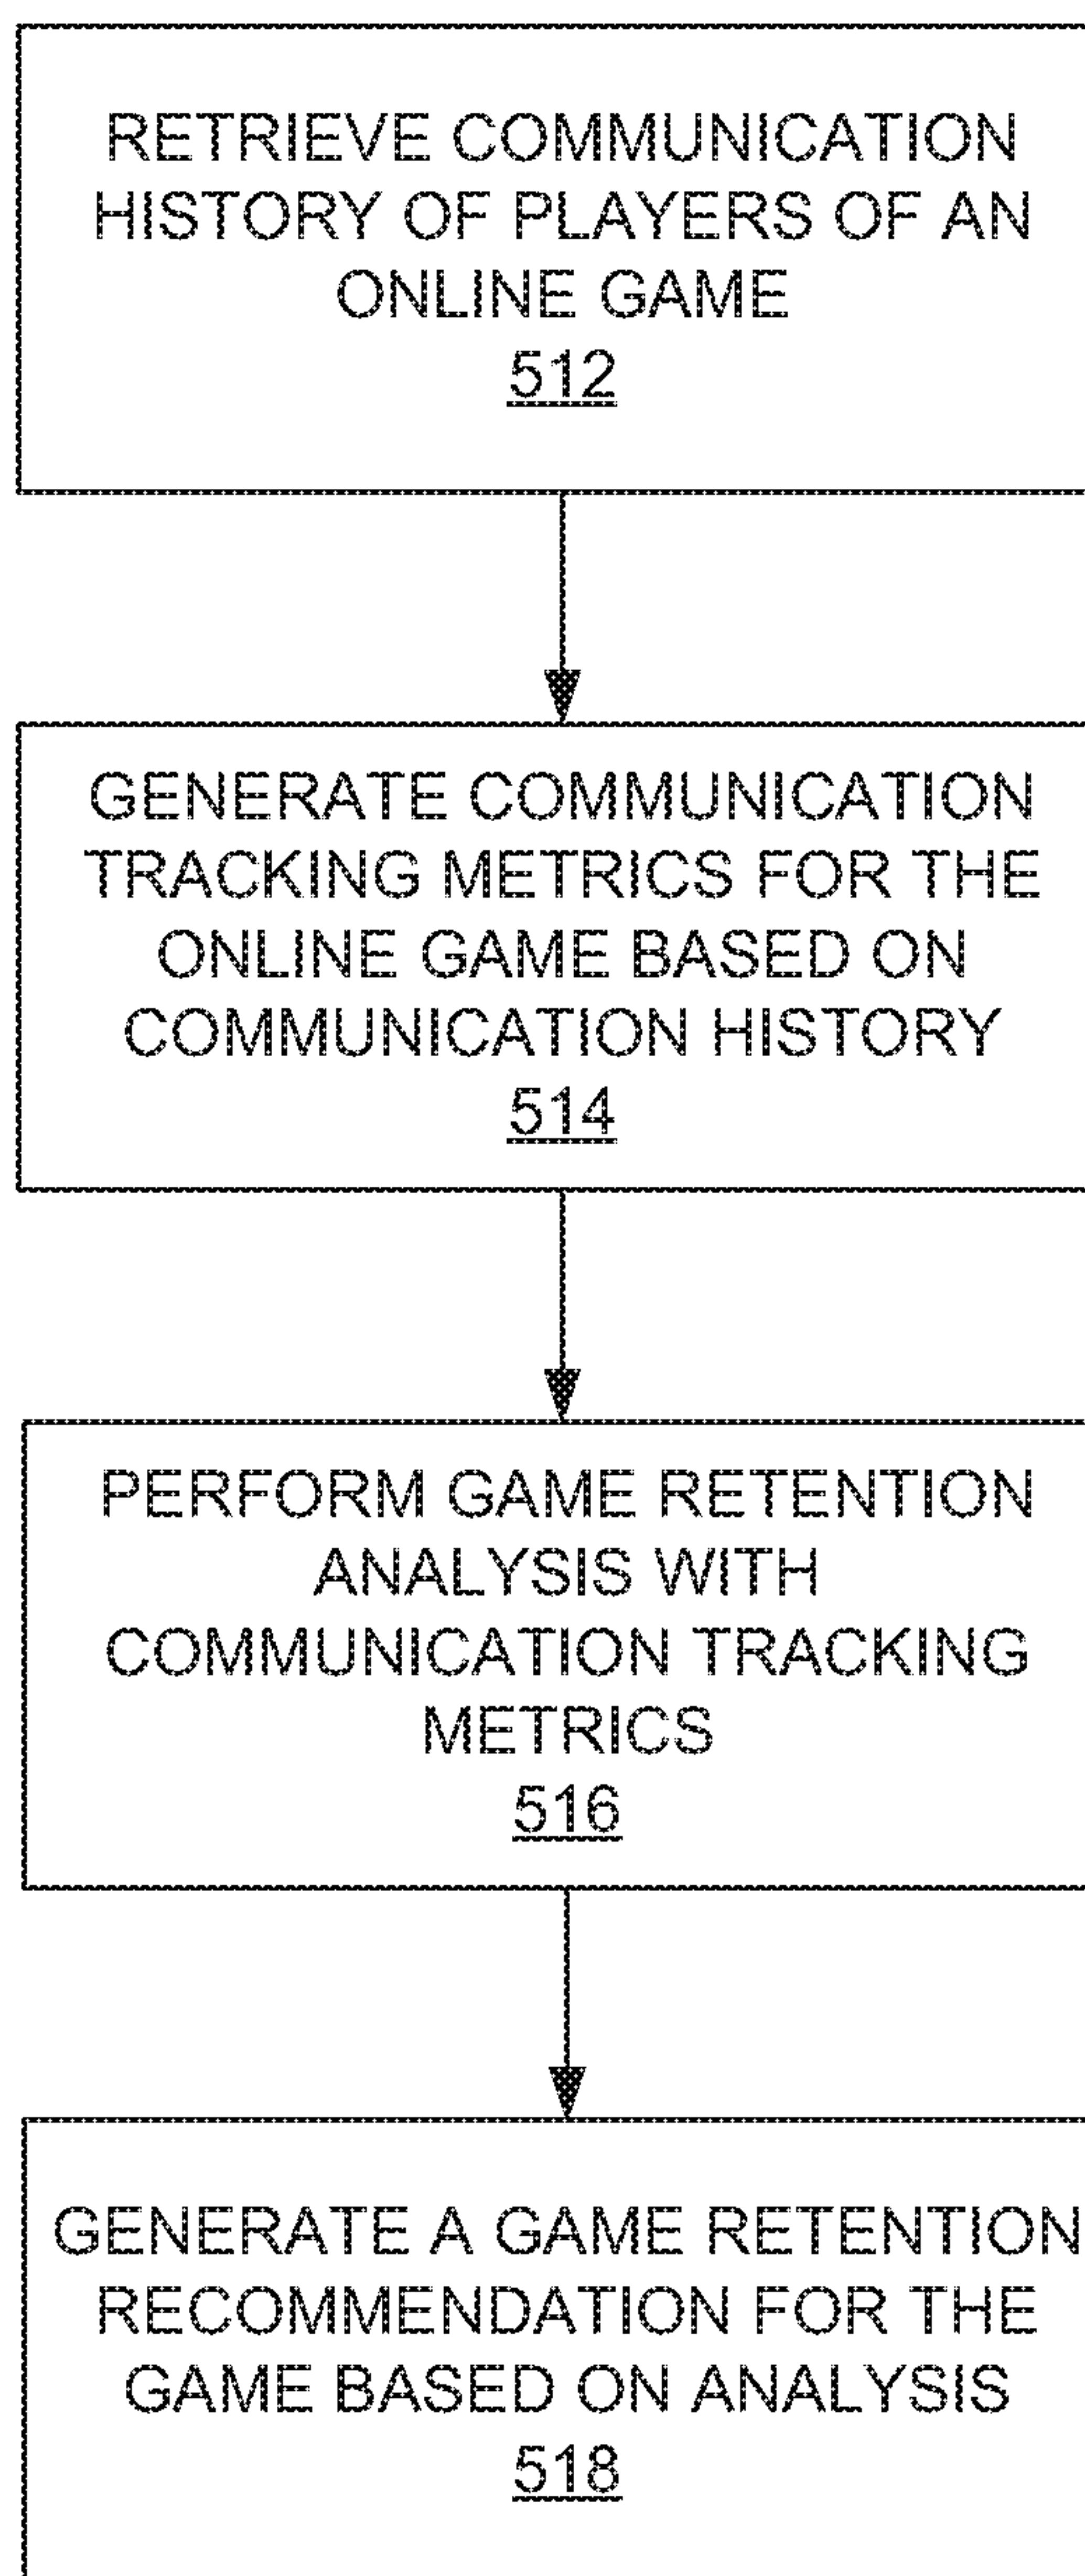 RETRIEVE COMMUNICATION
HISTORY OF PLAYERS OF AN
ONLINE GAME
512
GENERATE COMMUNICATION
TRACKING METRICS FOR THE
ONLINE GAME BASED ON
COMMUNICATION HISTORY
514
PERFORM GAME RETENTION
ANALYSIS WITH
COMMUNICATION TRACKING
METRICS
516
GENERATE A GAME RETENTION
RECOMMENDATION FOR THE
GAME BASED ON ANALYSIS
518